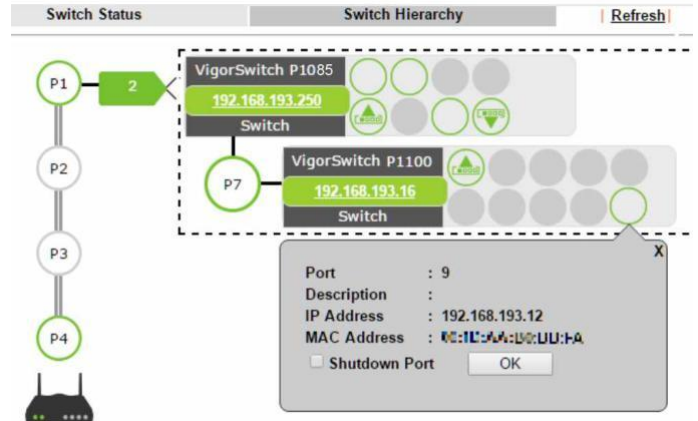 Switch Status Switch Hierarchy | Refresh |
P1
2
VigorSwitch P1085
192.168.193.250
Switch
P2
P7
VigorSwitch P1100
192.168.193.16
Switch
P3
P4
X
Port : 9
Description :
IP Address : 192.168.193.12
MAC Address :
Shutdown Port OK